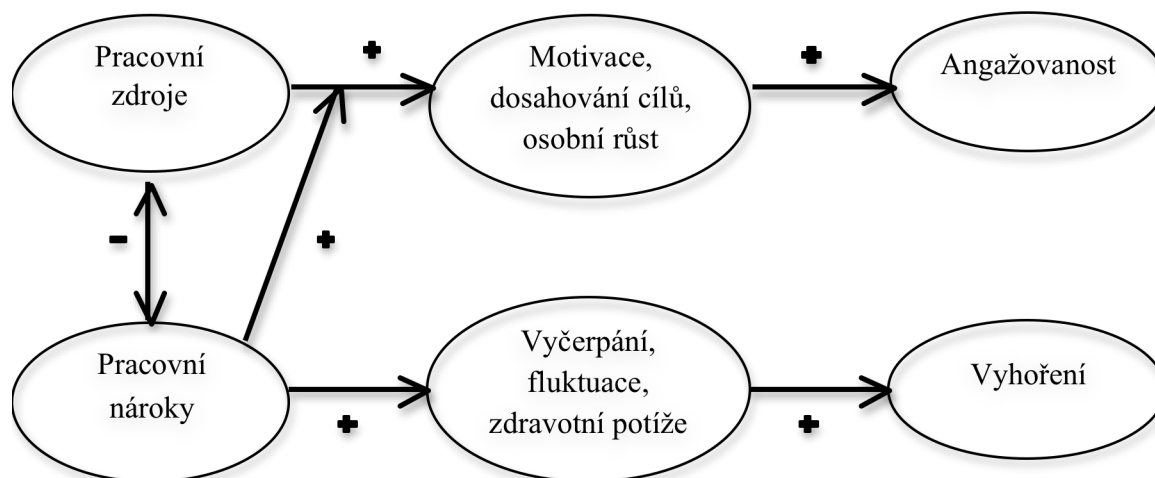 Pracovní
zdroje
+
Motivace,
dosahování cílů,
osobní růst
+
Angažovanost
-
+
Pracovní
nároky
+
Vyčerpání,
fluktuace,
zdravotní potíže
+
Vyhoření